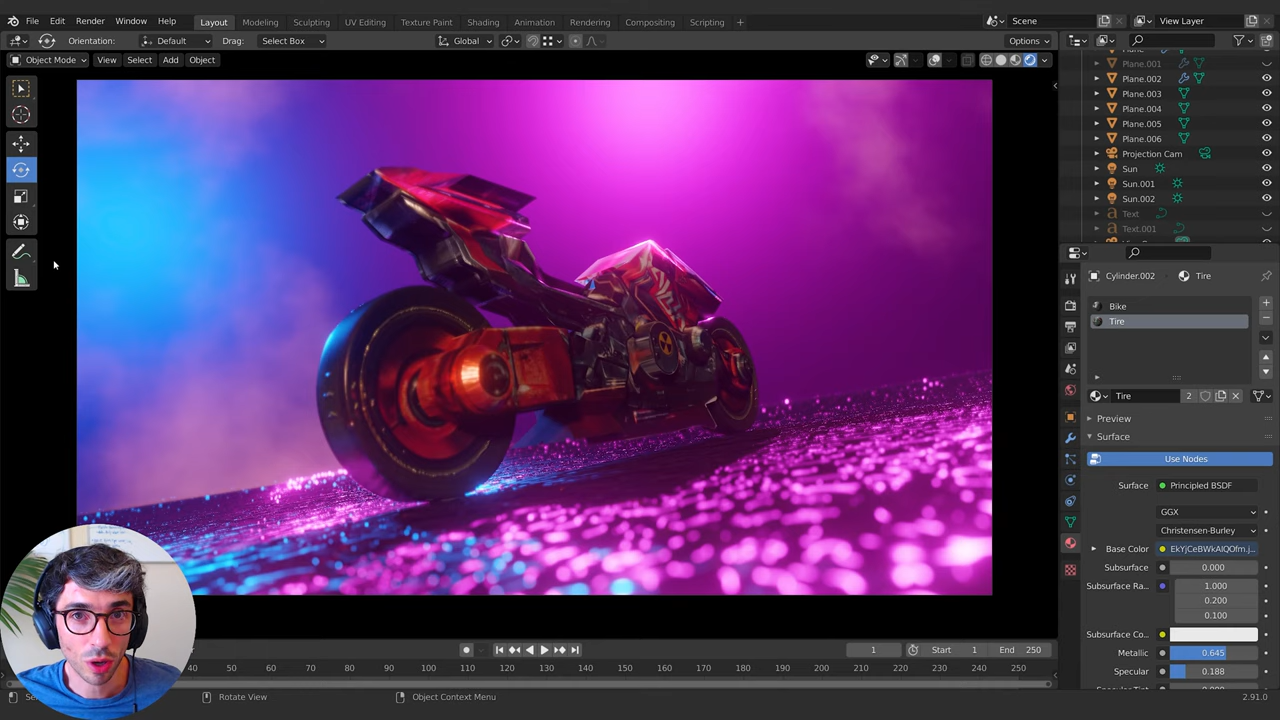 File Edit Render Window Help Layout Modeling Sculpting UV Editing Texture Paint Shading Animation Rendering Compositing Scripting + Scene View Layer
Orientation: Default Drag: Select Box Global Options
Object Mode View Select Add Object
Plane.001
Plane.002
Plane.003
Plane.004
Plane.005
Plane.006
Projection Cam
Sun
Sun.001
Sun.002
Text
Text.001
Cylinder.002 Tire
Bike
Tire
Tire 2
Preview
Surface
Use Nodes
Surface Principled BSDF
GGX
Christensen-Burley
Base Color EkYjCeBWkAIQOfm.j...
Subsurface 0.000
Subsurface Ra... 1.000
0.200
0.100
Subsurface Co...
Metallic 0.645
Specular 0.188
1 Start 1 End 250
40 50 60 70 80 90 100 110 120 130 140 150 160 170 180 190 200 210 220 230 240 250
Rotate View Object Context Menu 2.91.0